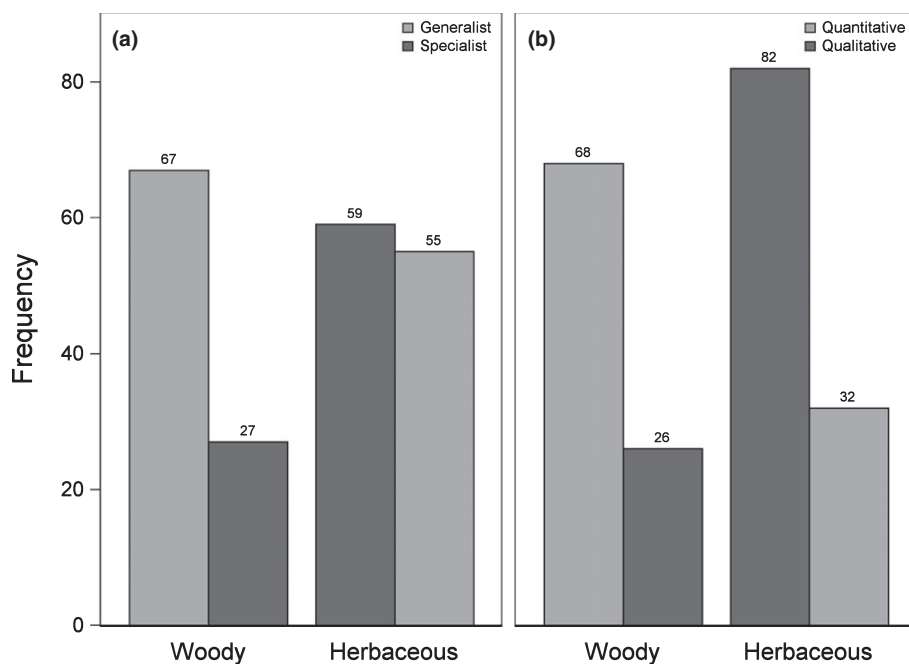 (a)
Generalist
Specialist
(b)
Quantitative
Qualitative
Frequency
80
60
40
20
0
67
27
59
55
68
26
82
32
Woody
Herbaceous
Woody
Herbaceous